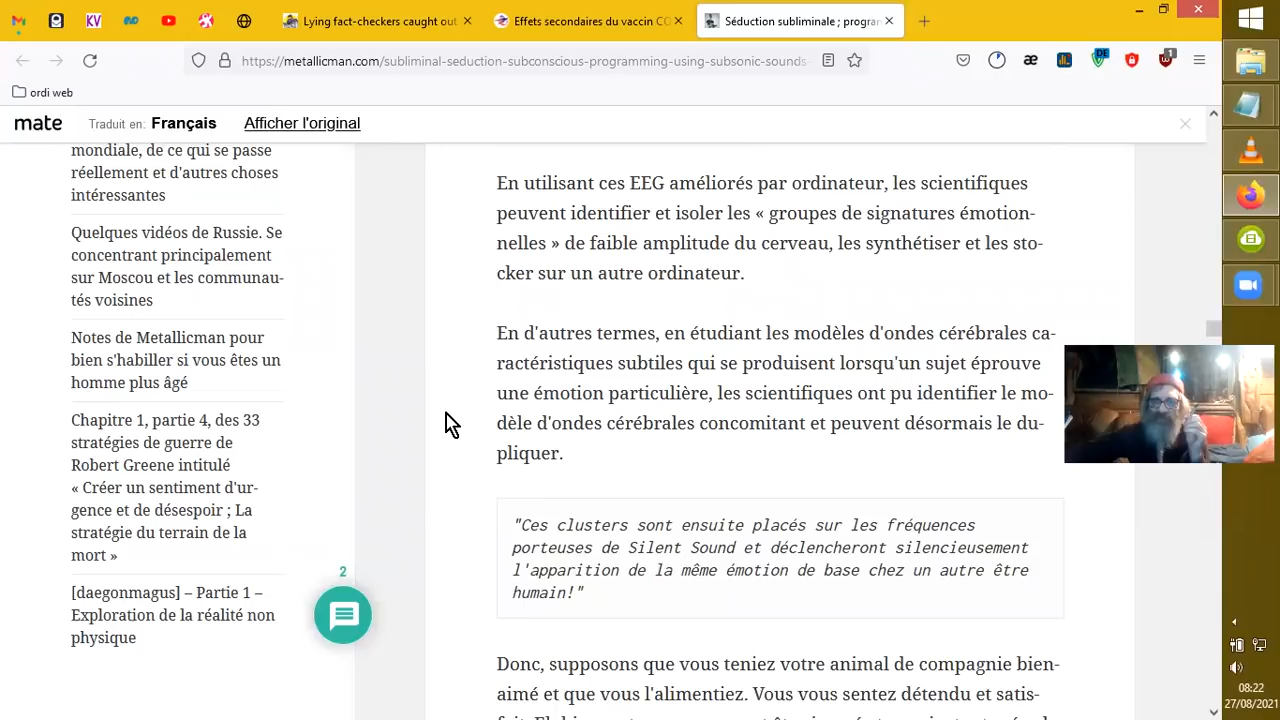 Lying fact-checkers caught out
Effets secondaires du vaccin CO
Séduction subliminale ; progra
https://metallicman.com/sublimina-seduction-subconscious-programming-using-subsonic-sounds-
DE
1
ordi web
mate
Traduit en: Français
Afficher l'original
mondiale, de ce qui se passe
réellement et d'autres choses
intéressantes
Quelques vidéos de Russie. Se
concentrant principalement
sur Moscou et les communau-
tés voisines
Notes de Metallicman pour
bien s'habiller si vous êtes un
homme plus âgé
Chapitre 1, partie 4, des 33
stratégies de guerre de
Robert Greene intitulé
« Créer un sentiment d'ur-
gence et de désespoir ; La
stratégie du terrain de la
mort »
[daegonmagus] – Partie 1 –
Exploration de la réalité non
physique
2
En utilisant ces EEG améliorés par ordinateur, les scientifiques
peuvent identifier et isoler les « groupes de signatures émotion-
nelles » de faible amplitude du cerveau, les synthétiser et les sto-
cker sur un autre ordinateur.
En d'autres termes, en étudiant les modèles d'ondes cérébrales ca-
ractéristiques subtiles qui se produisent lorsqu'un sujet éprouve
une émotion particulière, les scientifiques ont pu identifier le mo-
dèle d'ondes cérébrales concomitant et peuvent désormais le du-
pliquer.
"Ces clusters sont ensuite placés sur les fréquences
porteuses de Silent Sound et déclencheront silencieusement
l'apparition de la même émotion de base chez un autre être
humain!"
Donc, supposons que vous teniez votre animal de compagnie bien-
aimé et que vous l'alimentiez. Vous vous sentez détendu et satis-
08:22
27/08/2021